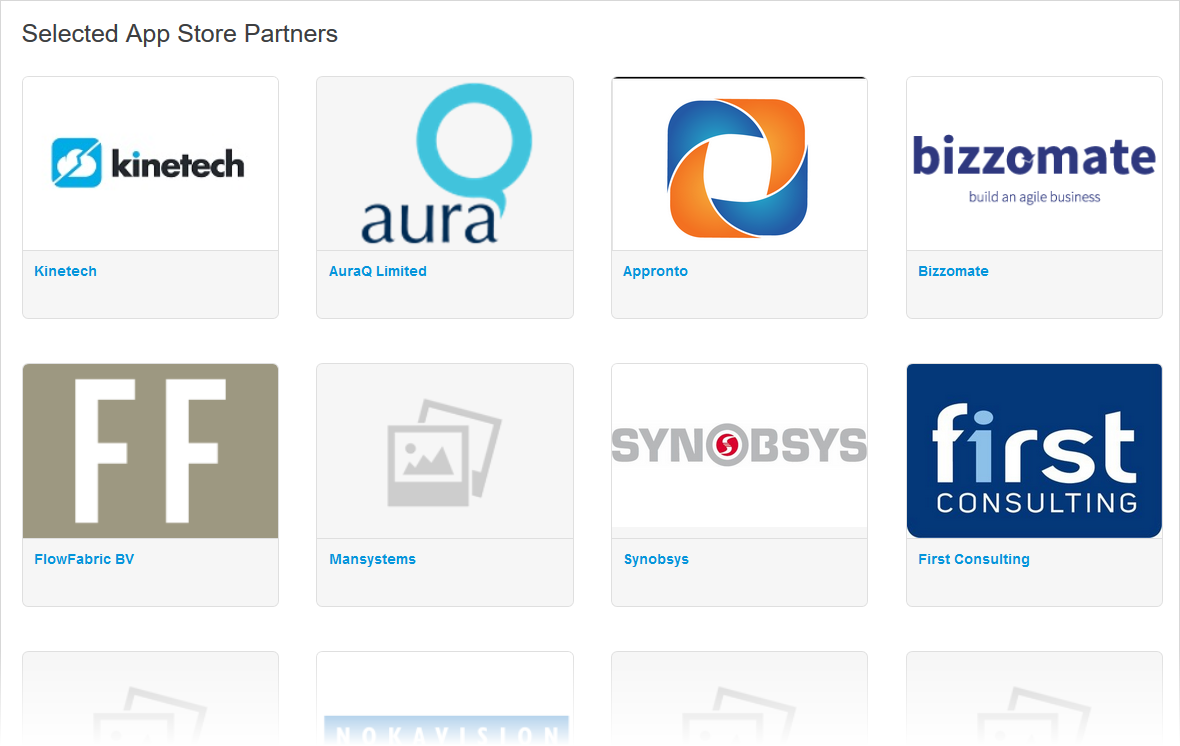 Selected App Store Partners
kinetech
aura
bizzomate
build an agile business
Kinetech
AuraQ Limited
Appronto
Bizzomate
FF
SYNOBSYS
first
CONSULTING
FlowFabric BV
Mansystems
Synobsys
First Consulting
NOKAVISION